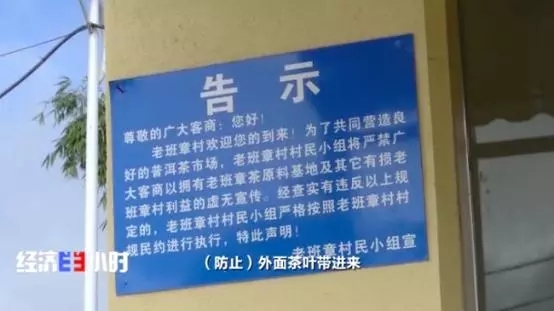 告示
尊敬的广大客商：您好！
老班章村欢迎您的到来！为了共同营造良
好的普洱茶市场，老班章村村民小组将严禁广
大客商以拥有老班章茶原料基地及其它有损老
班章村利益的虚无宣传。经查实有违反以上规
定的，老班章村村民小组严格按照老班章村村
规民约进行执行，特此声明！
老班章村民小组宣
经济半小时
（防止）外面茶叶带进来